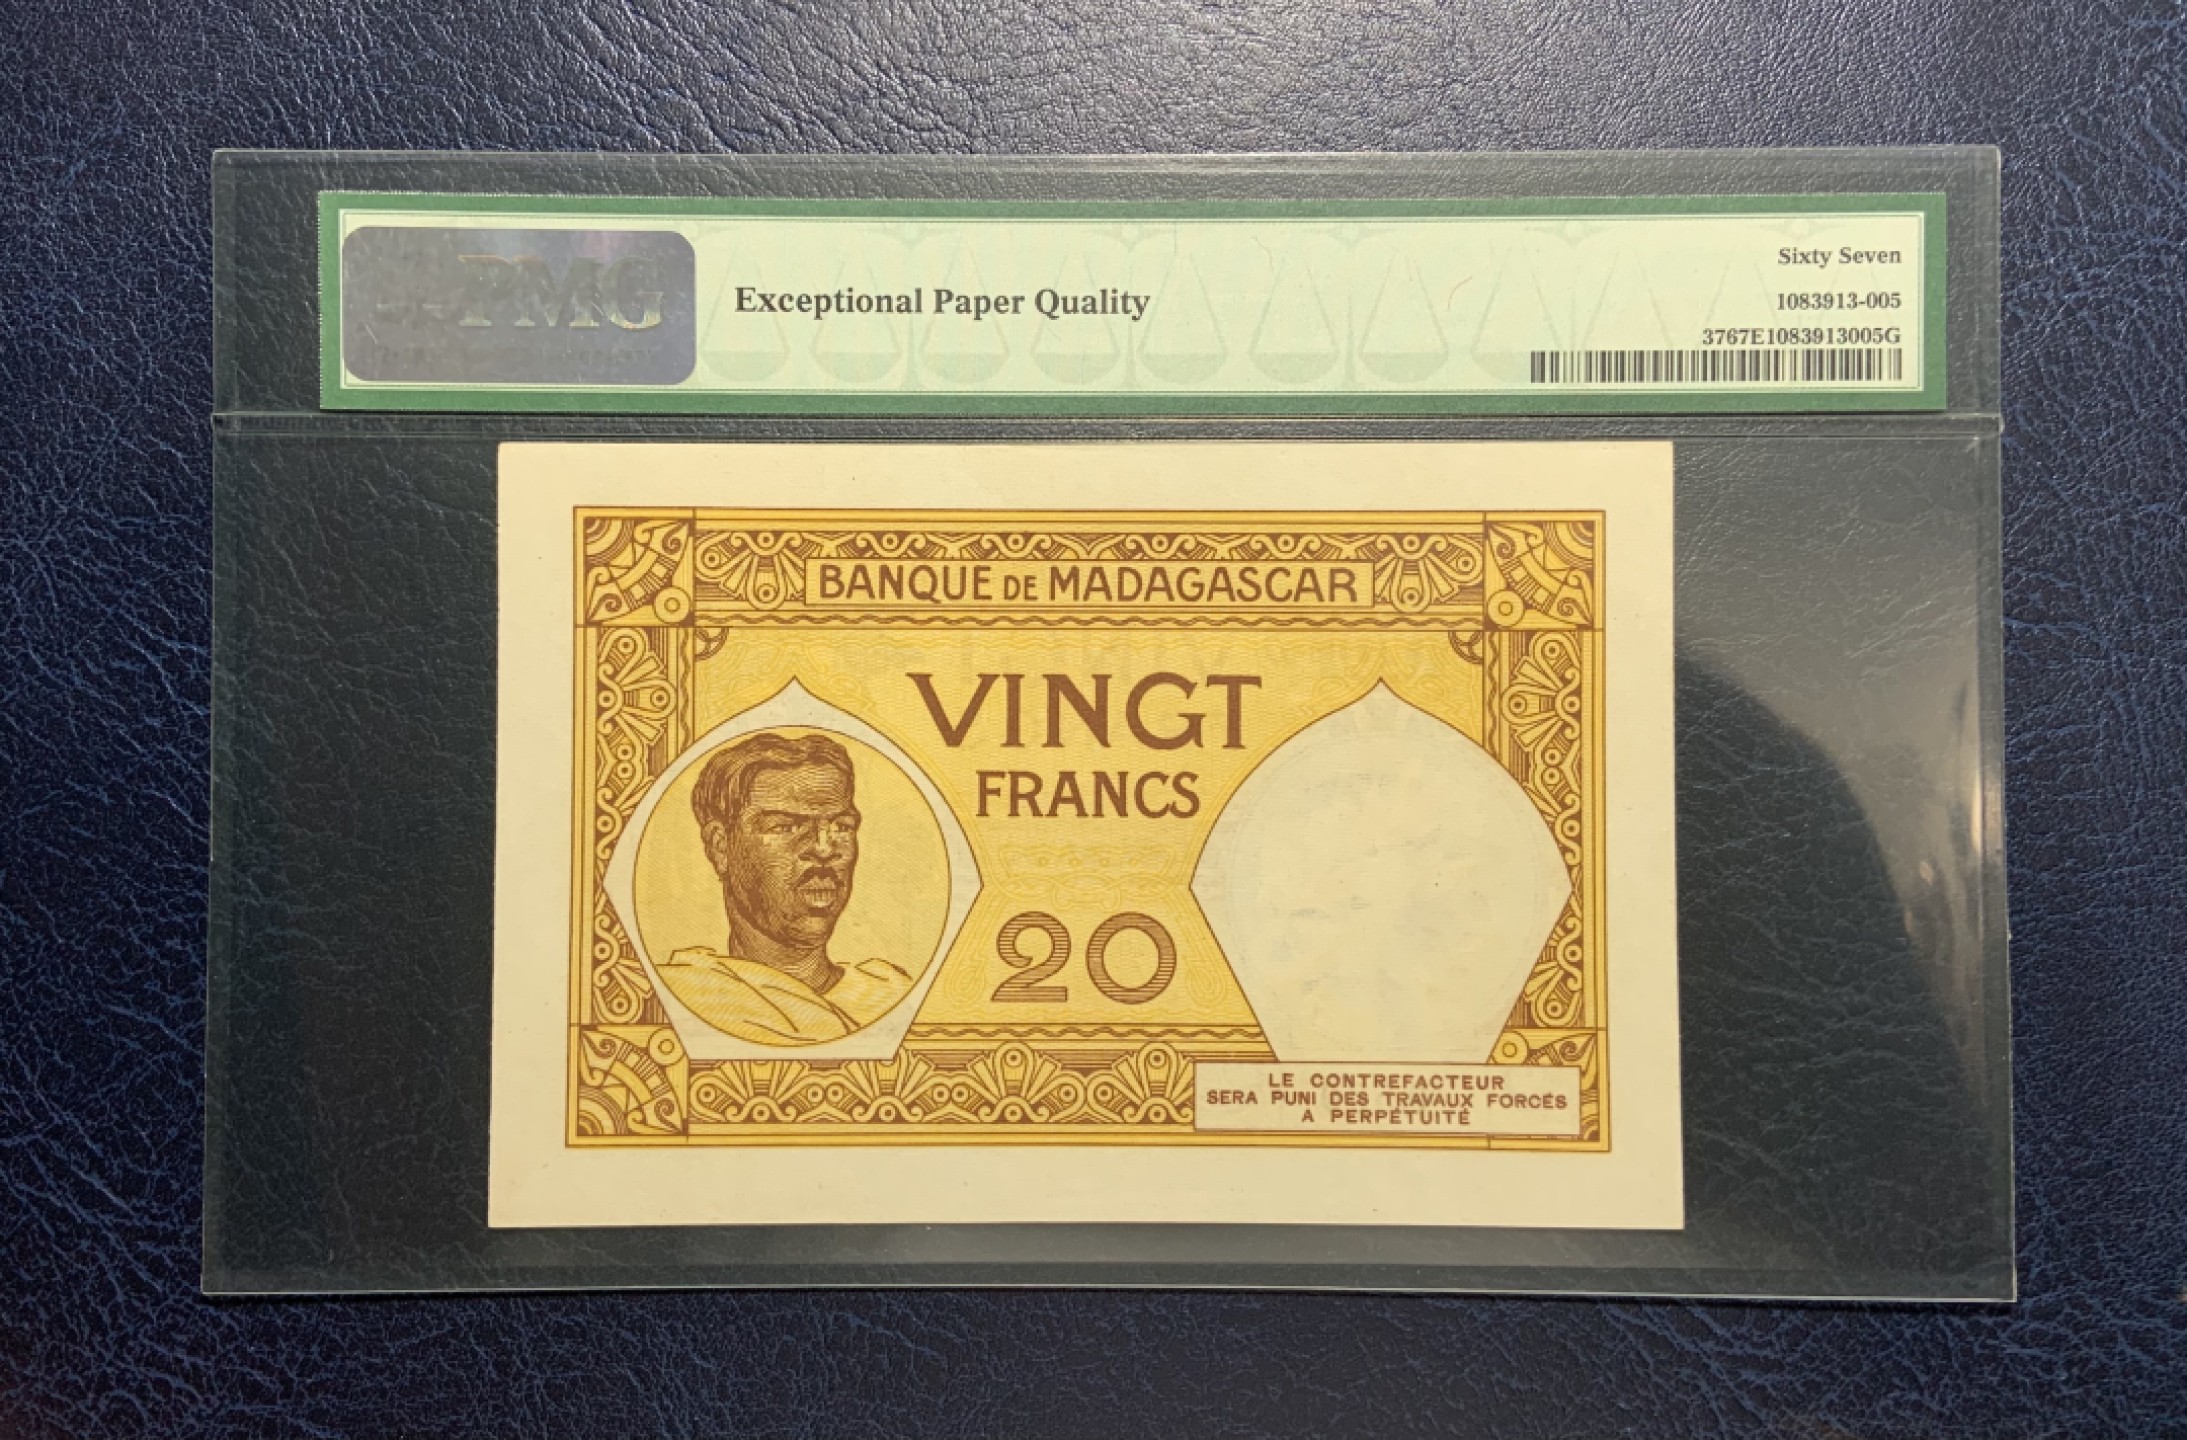 PMG
Exceptional Paper Quality
Sixty Seven
1083913-005
3767E1083913005G
BANQUE DE MADAGASCAR
VINGT
FRANCS
20
LE CONTREFACTEUR
SERA PUNI DES TRAVAUX FORCÉS
A PERPÉTUITÉ